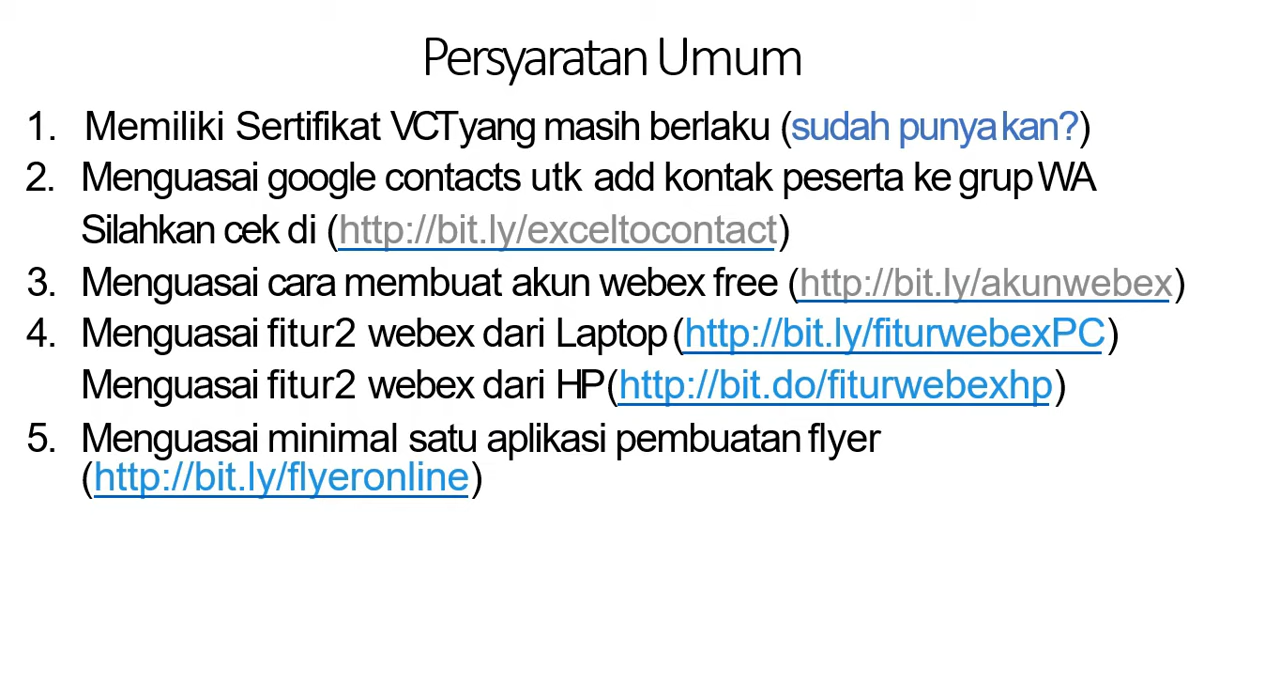 Persyaratan Umum
1. Memiliki Sertifikat VCT yang masih berlaku (sudah punya kan?)
2. Menguasai google contacts utk add kontak peserta ke grup WA
Silahkan cek di (http://bit.ly/exceltocontact)
3. Menguasai cara membuat akun webex free (http://bit.ly/akunwebex)
4. Menguasai fitur2 webex dari Laptop (http://bit.ly/fiturwebexPC)
Menguasai fitur2 webex dari HP (http://bit.do/fiturwebexhp)
5. Menguasai minimal satu aplikasi pembuatan flyer
(http://bit.ly/flyeronline)